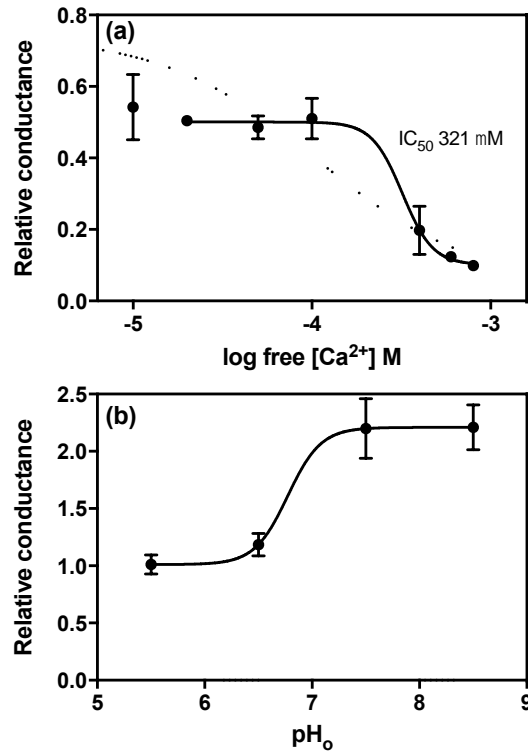 (a)
Relative conductance
0.8
0.6
0.4
0.2
0.0
IC50 321 mM
-5
-4
-3
log free [Ca2+] M
(b)
Relative conductance
2.5
2.0
1.5
1.0
0.5
0.0
5
6
7
8
9
pHo